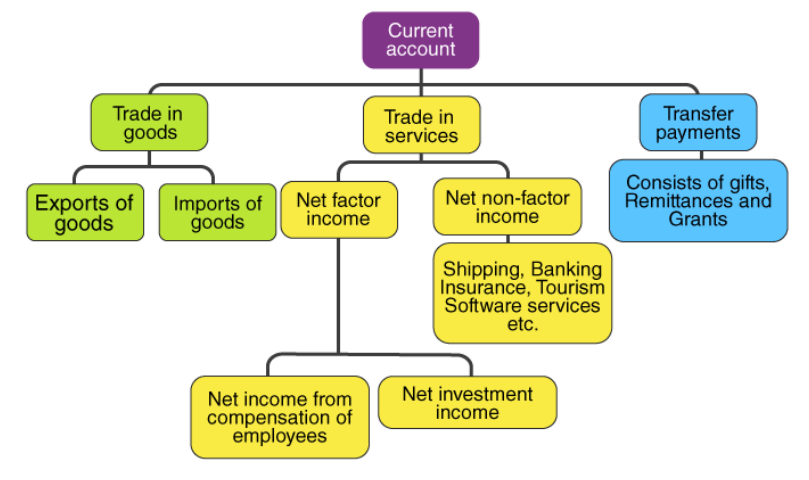 Current
account
Trade in
goods
Trade in
services
Transfer
payments
Exports of
goods
Imports of
goods
Net factor
income
Net non-factor
income
Consists of gifts,
Remittances and
Grants
Shipping, Banking
Insurance, Tourism
Software services
etc.
Net income from
compensation of
employees
Net investment
income